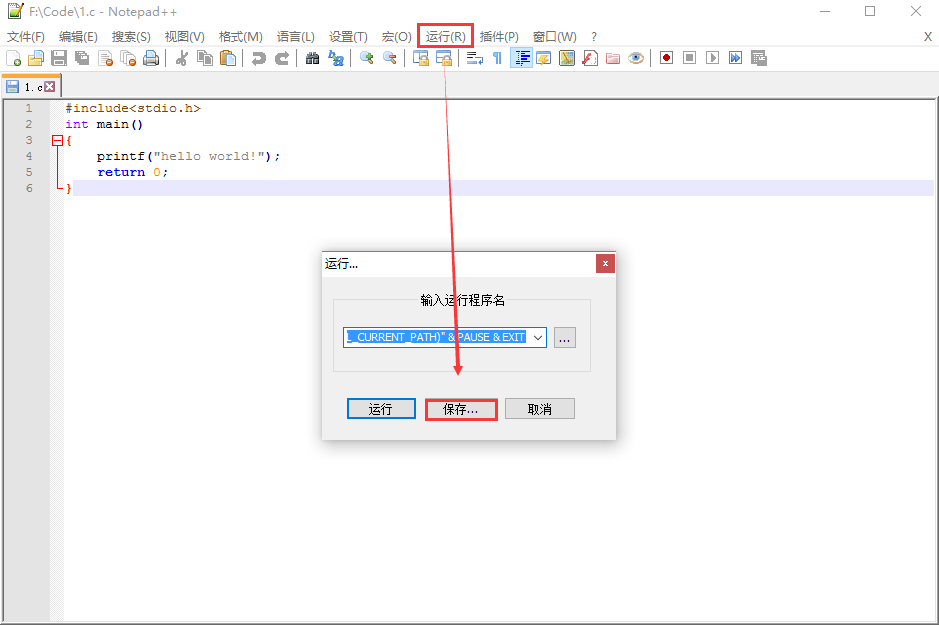 F:\Code\1.c - Notepad++
文件(F) 编辑(E) 搜索(S) 视图(V) 格式(M) 语言(L) 设置(T) 宏(O) 运行(R) 插件(P) 窗口(W) ? X
1. c
1 #include<stdio.h>
2 int main()
3 {
4 printf("hello world!");
5 return 0;
6 }
运行...
输入运行程序名
L_CURRENT_PATH)" & PAUSE & EXIT ...
运行 保存... 取消